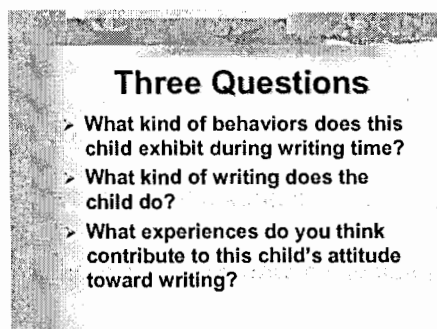 Three Questions
➢ What kind of behaviors does this
child exhibit during writing time?
➢ What kind of writing does the
child do?
➢ What experiences do you think
contribute to this child's attitude
toward writing?